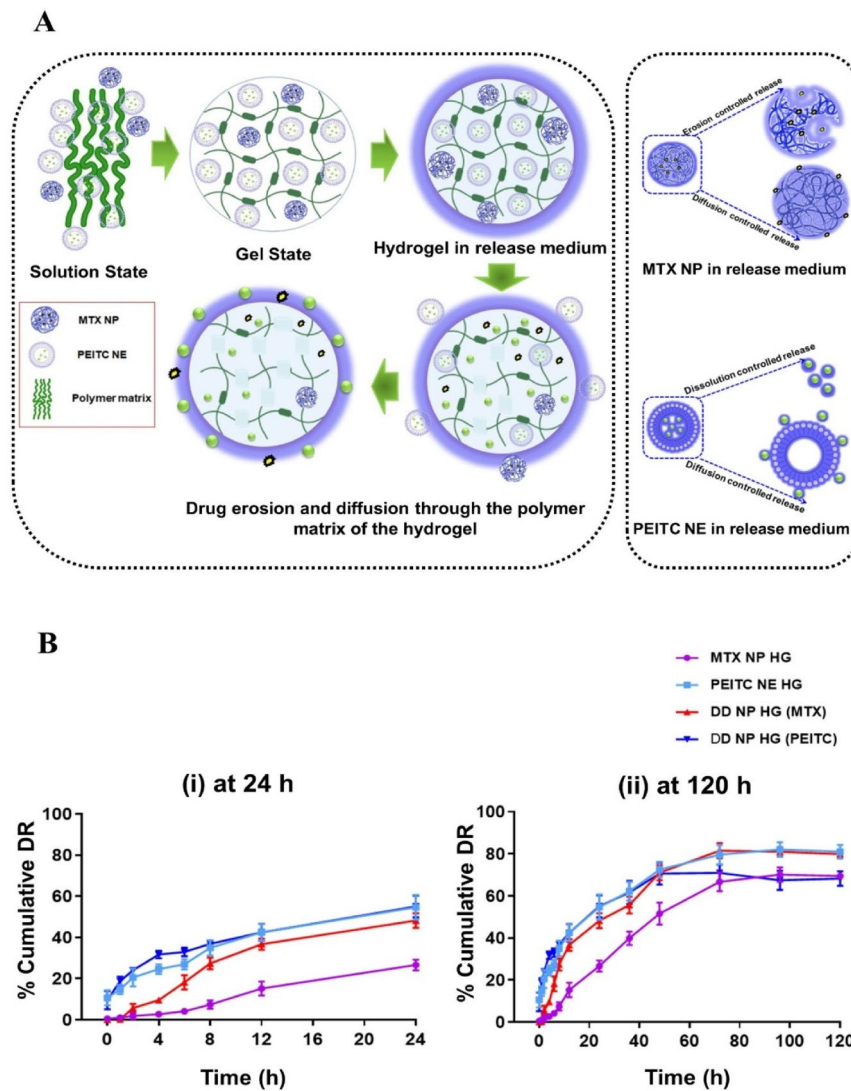 A
Solution State
Gel State
Hydrogel in release medium
Erosion controlled release
Diffusion controlled release
MTX NP in release medium
MTX NP
PEITC NE
Polymer matrix
Dissolution controlled release
Diffusion controlled release
PEITC NE in release medium
Drug erosion and diffusion through the polymer
matrix of the hydrogel
B
MTX NP HG
PEITC NE HG
DD NP HG (MTX)
DD NP HG (PEITC)
(i) at 24 h
% Cumulative DR
100
80
60
40
20
0
0 4 8 12 16 20 24
Time (h)
(ii) at 120 h
% Cumulative DR
100
80
60
40
20
0
0 20 40 60 80 100 120
Time (h)